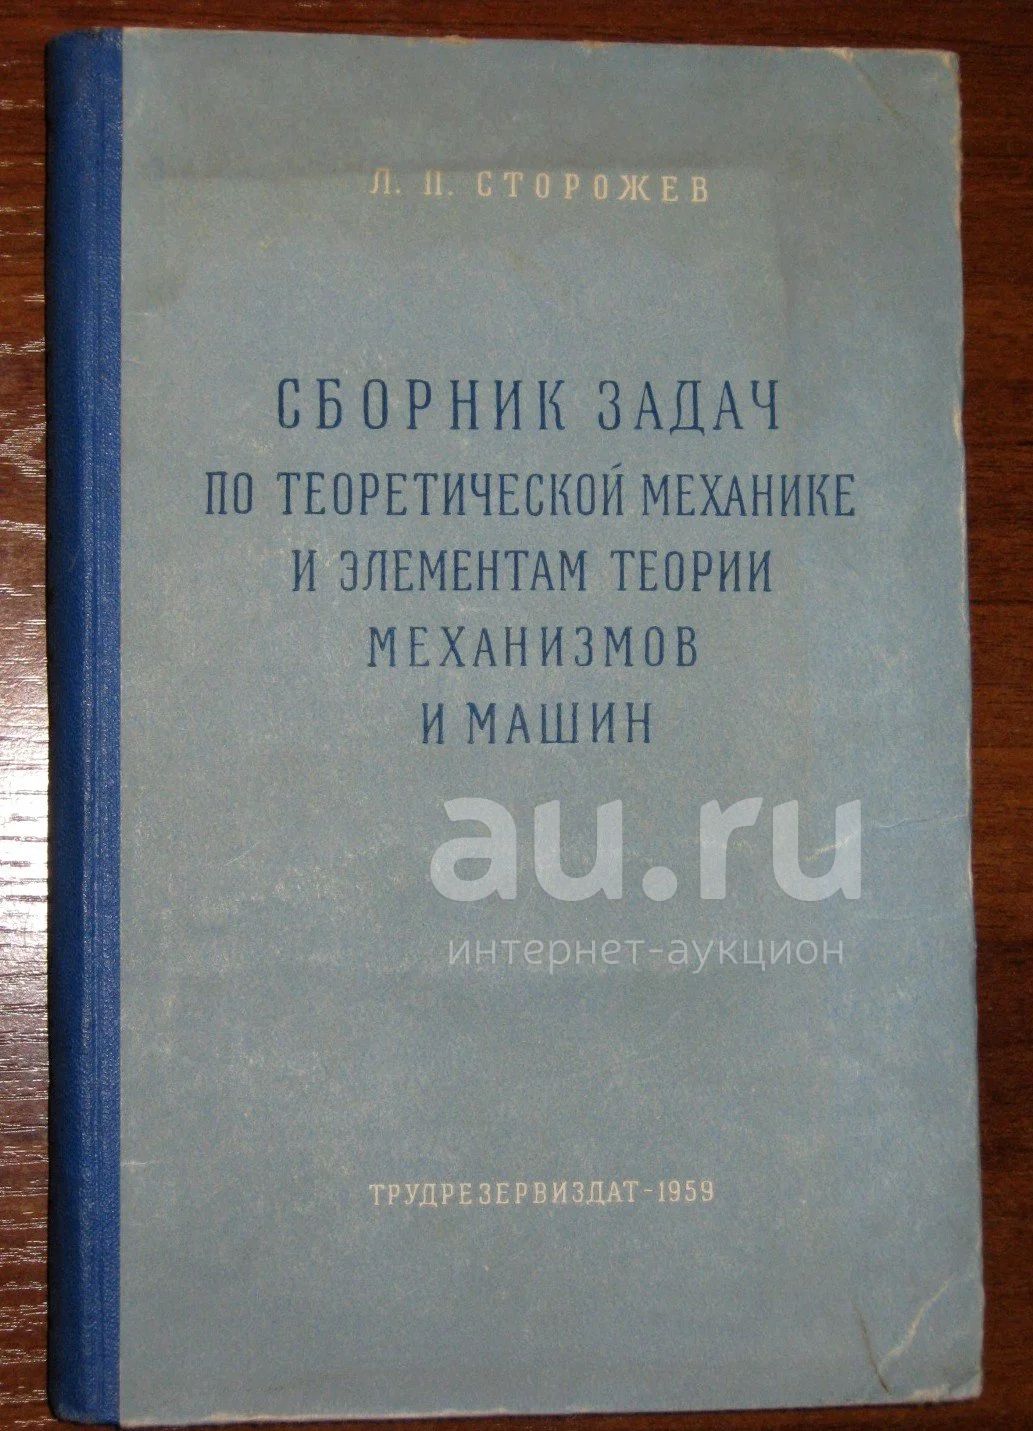 Л. П. СТОРОЖЕВ
СБОРНИК ЗАДАЧ
ПО ТЕОРЕТИЧЕСКОЙ МЕХАНИКЕ
И ЭЛЕМЕНТАМ ТЕОРИИ
МЕХАНИЗМОВ
И МАШИН
au.ru
интернет-аукцион
ТРУДРЕЗЕРВИЗДАТ-1959